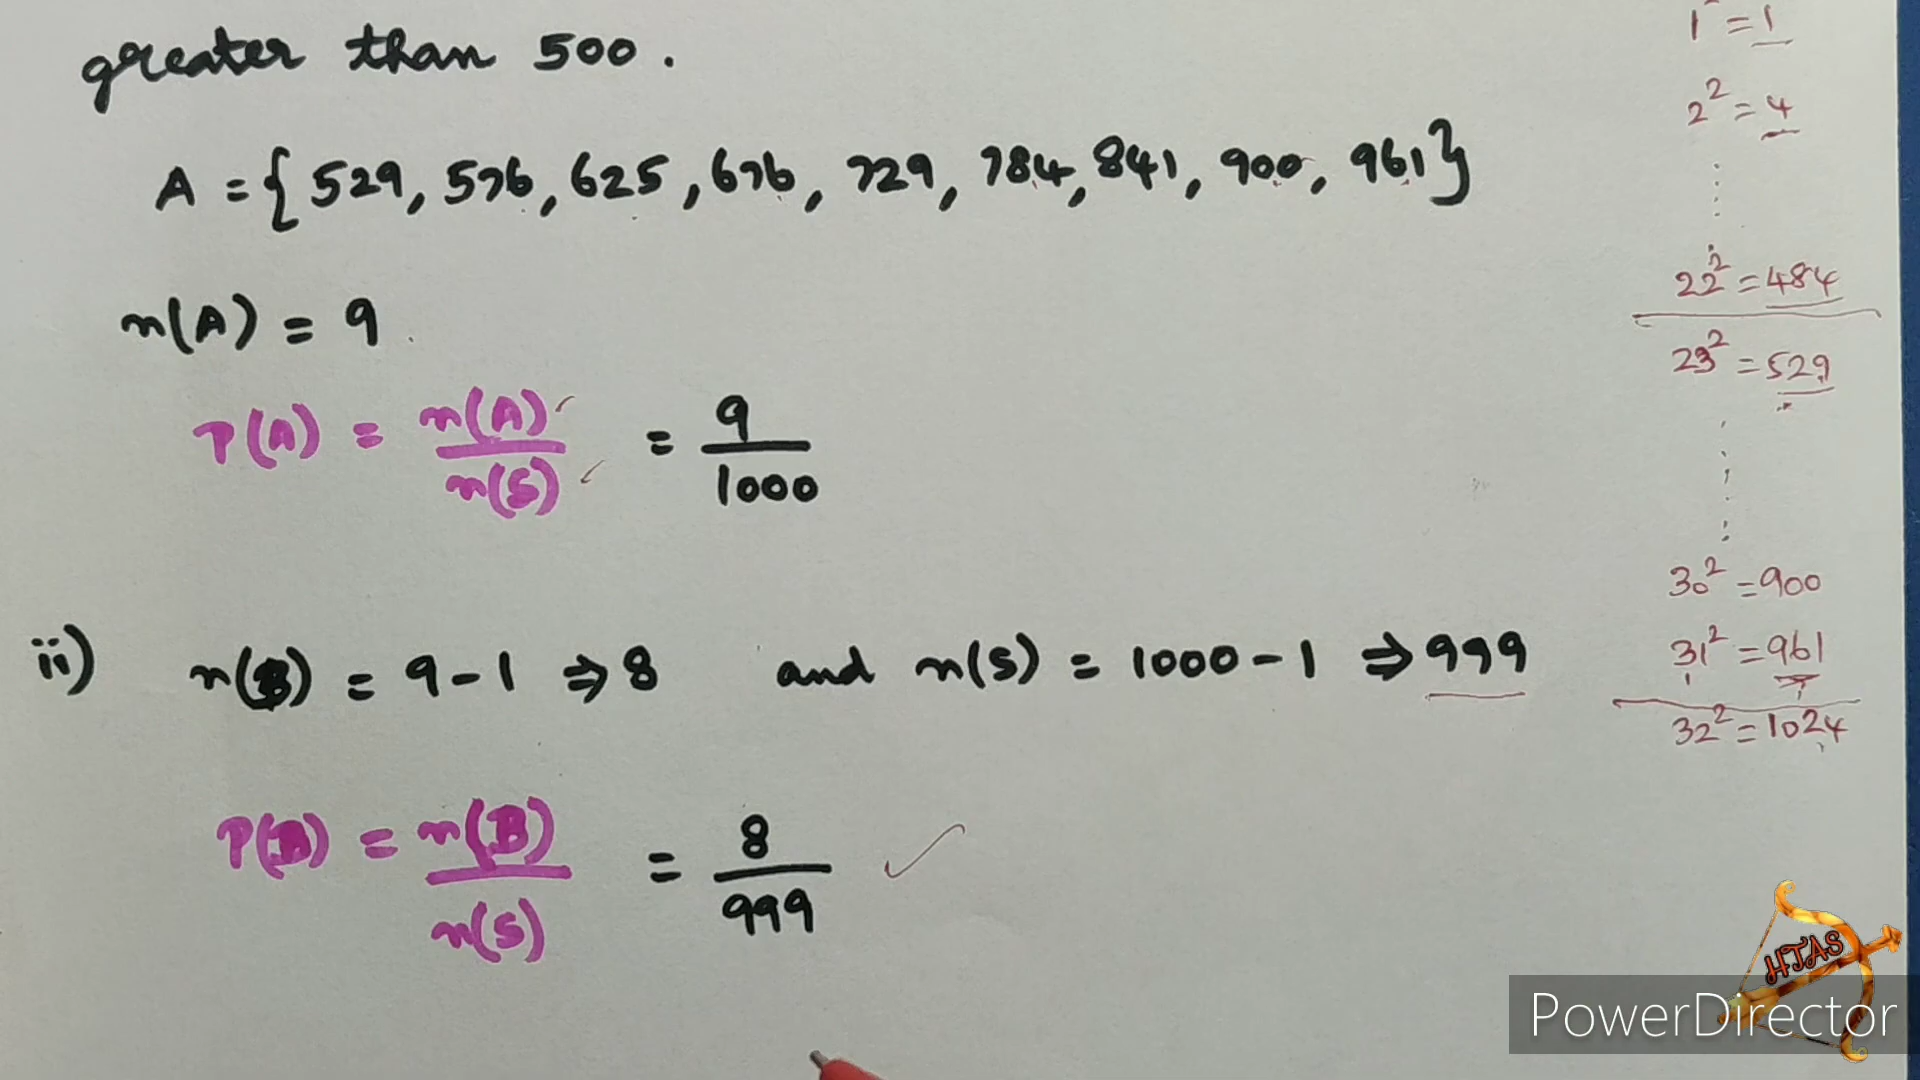 greater than 500.
A = {529, 576, 625, 676, 729, 784, 841, 900, 961}
n(A) = 9
P(A) = n(A)/n(S) = 9/1000
ii) n(B) = 9 - 1 ⇒ 8 and n(S) = 1000 - 1 ⇒ 999
P(B) = n(B)/n(S) = 8/999 ✓
1² = 1
2² = 4
22² = 484
23² = 529
30² = 900
31² = 961
32² = 1024
HTAS
PowerDirector